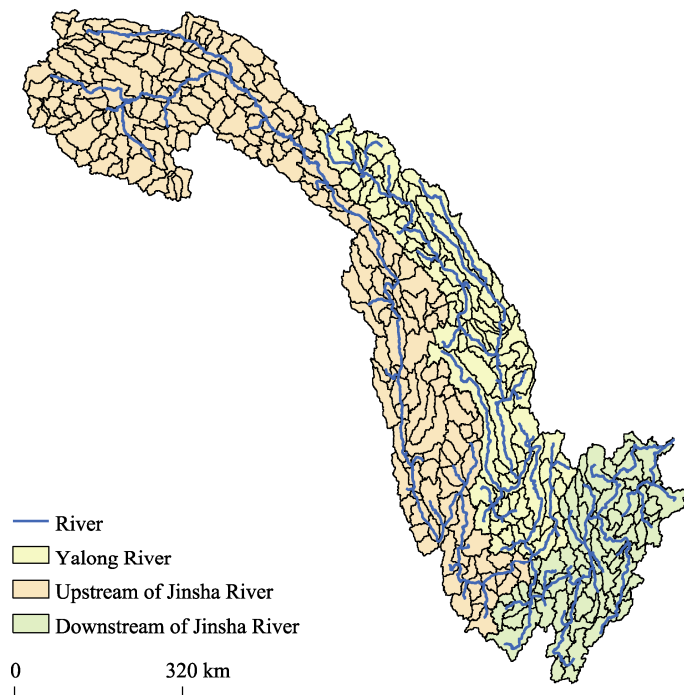 River
Yalong River
Upstream of Jinsha River
Downstream of Jinsha River
0 320 km